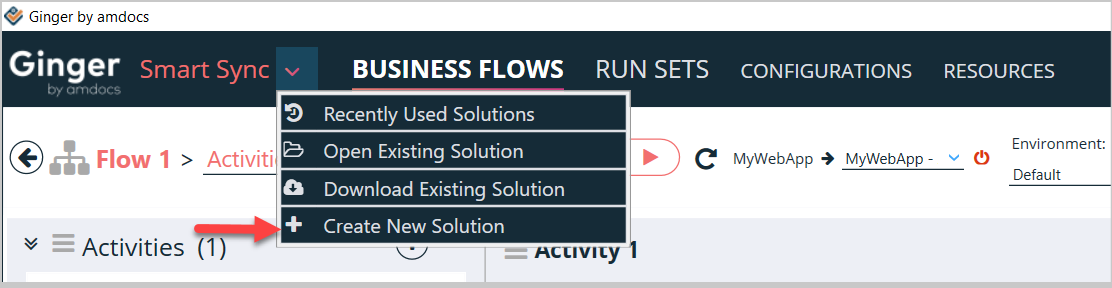 Ginger by amdocs
Ginger by amdocs Smart Sync BUSINESS FLOWS RUN SETS CONFIGURATIONS RESOURCES
Recently Used Solutions
Open Existing Solution
Download Existing Solution
Create New Solution
Flow 1 > Activiti
MyWebApp MyWebApp -
Environment:
Default
Activities (1)
Activity 1